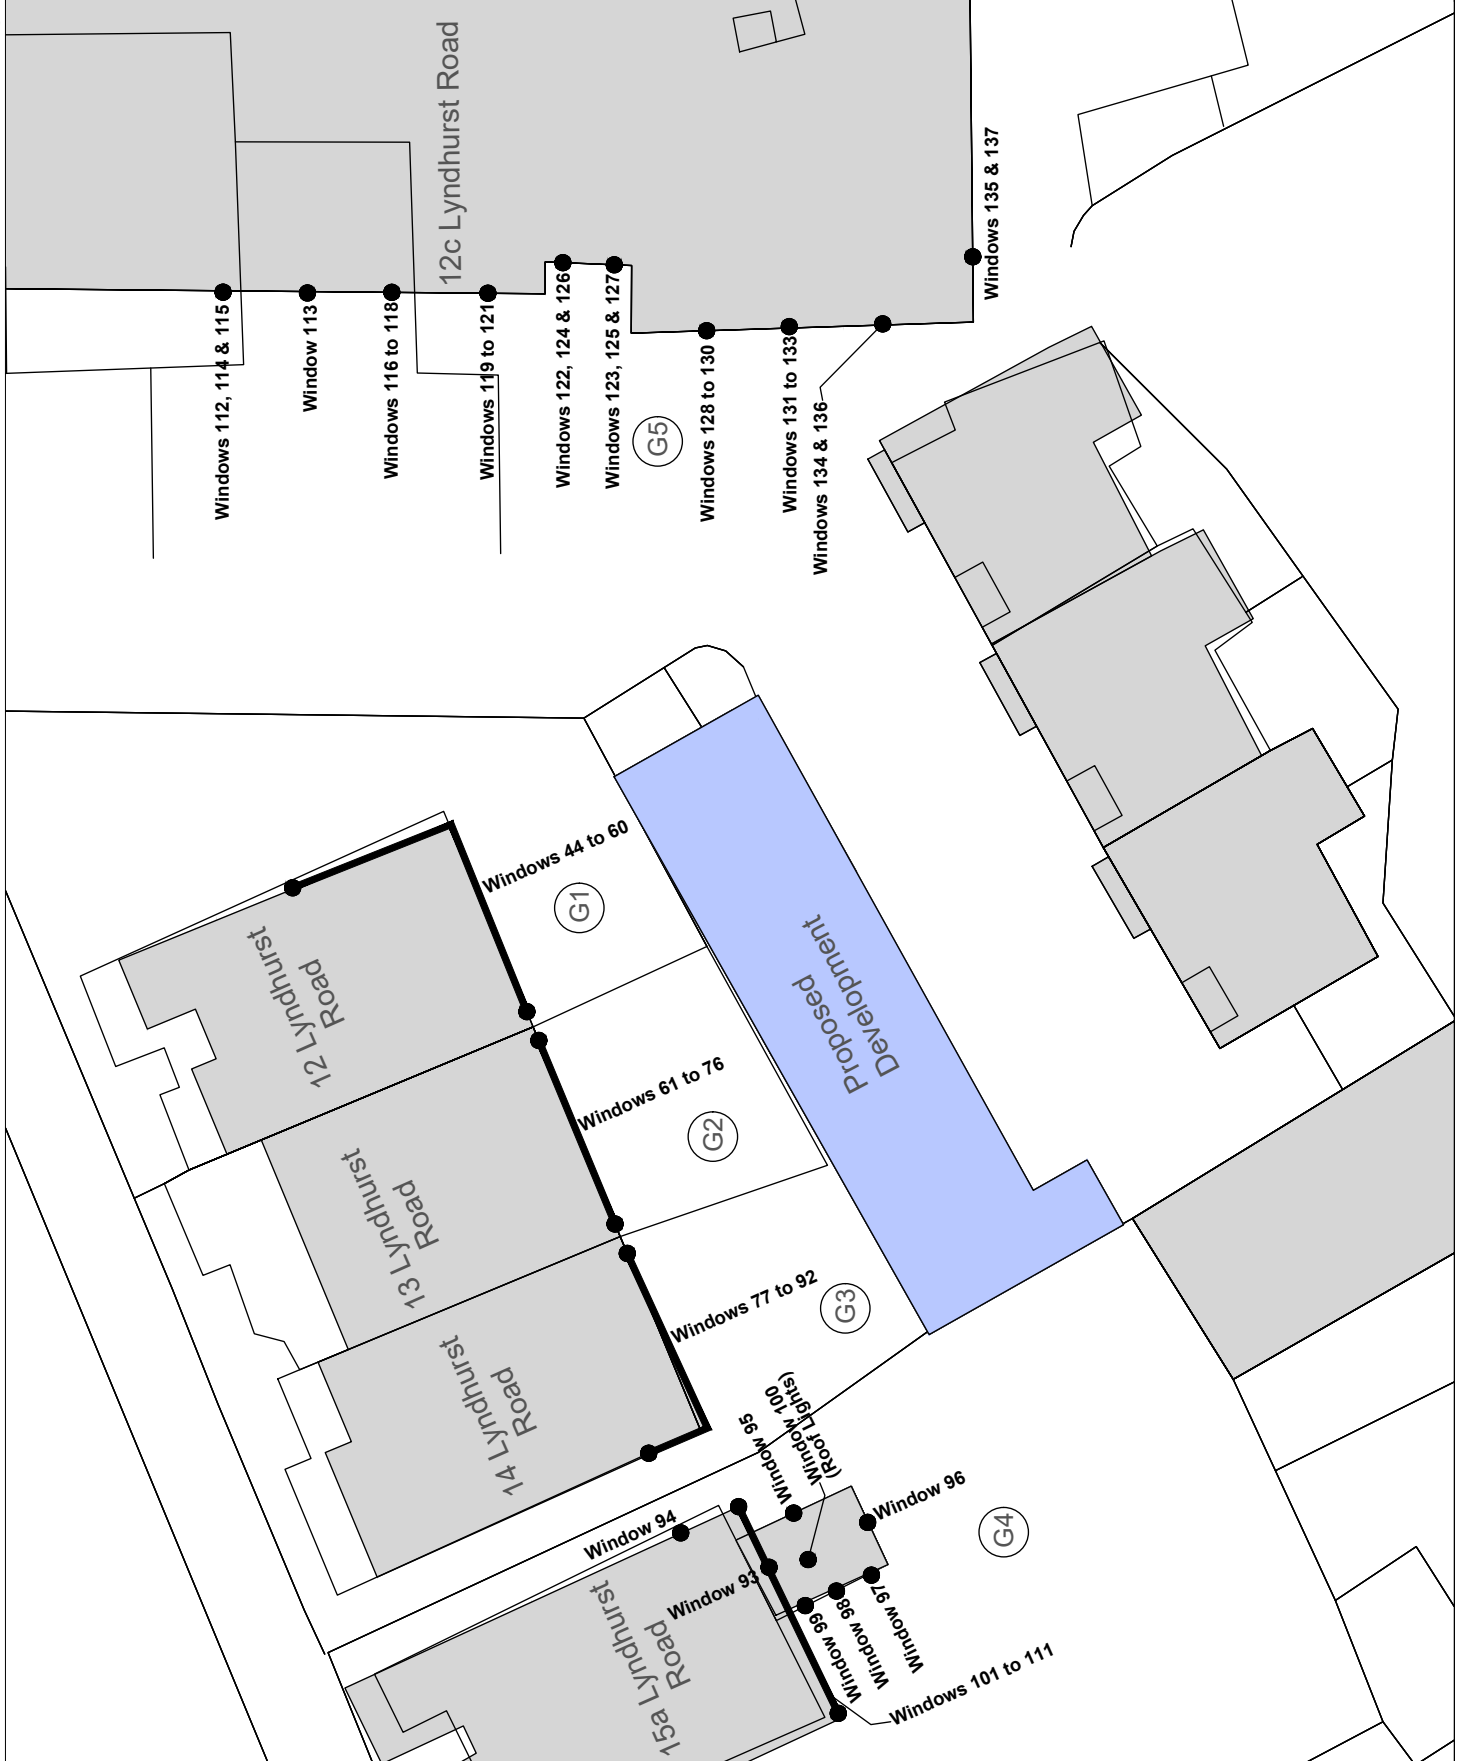 12c Lyndhurst Road
Windows 135 & 137
Windows 112, 114 & 115
Window 113
Windows 116 to 118
Windows 119 to 121
Windows 122, 124 & 126
Windows 123, 125 & 127
G5
Windows 128 to 130
Windows 131 to 133
Windows 134 & 136
Windows 44 to 60
G1
12 Lyndhurst
Road
Proposed
Development
Windows 61 to 76
G2
13 Lyndhurst
Road
Windows 77 to 92
G3
14 Lyndhurst
Road
Window 95
Window 100
(Roof Lights)
Window 96
G4
Window 94
Window 93
Window 99
Window 98
Window 97
15a Lyndhurst
Road
Windows 101 to 111